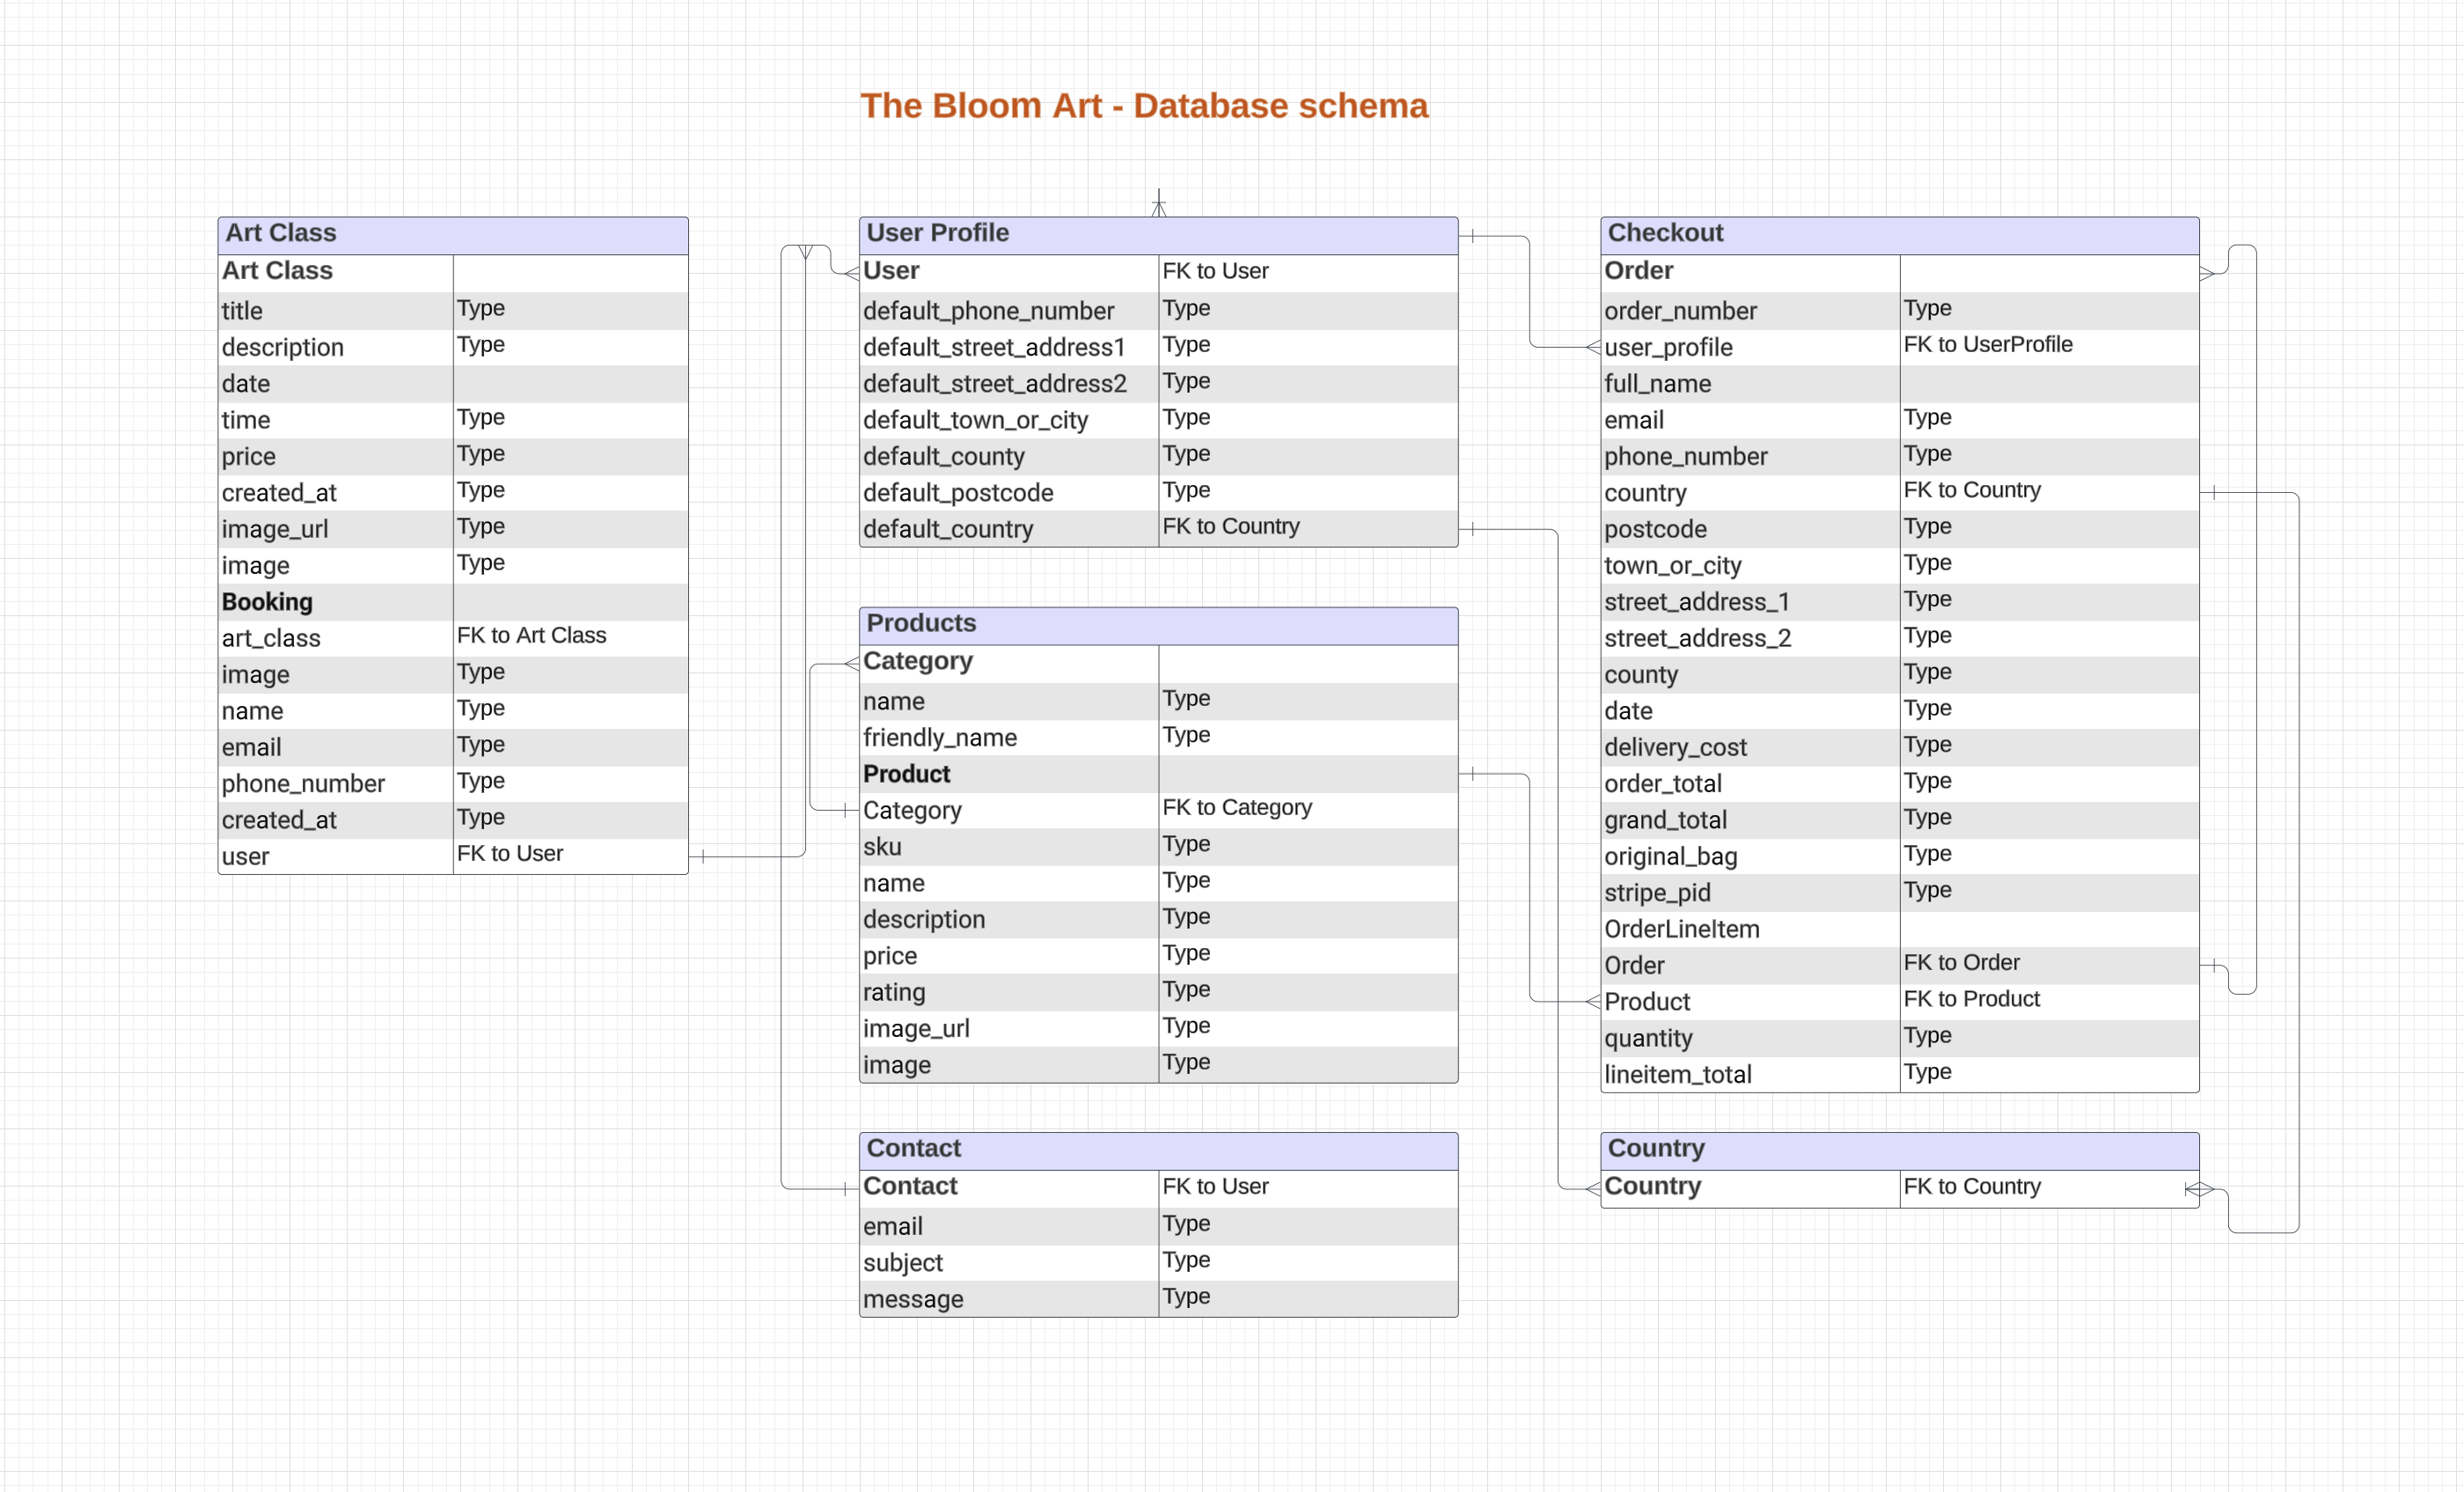 The Bloom Art - Database schema
Art Class
Art Class
title Type
description Type
date
time Type
price Type
created_at Type
image_url Type
image Type
Booking
art_class FK to Art Class
image Type
name Type
email Type
phone_number Type
created_at Type
user FK to User
User Profile
User FK to User
default_phone_number Type
default_street_address1 Type
default_street_address2 Type
default_town_or_city Type
default_county Type
default_postcode Type
default_country FK to Country
Products
Category
name Type
friendly_name Type
Product
Category FK to Category
sku Type
name Type
description Type
price Type
rating Type
image_url Type
image Type
Contact
Contact FK to User
email Type
subject Type
message Type
Checkout
Order
order_number Type
user_profile FK to UserProfile
full_name
email Type
phone_number Type
country FK to Country
postcode Type
town_or_city Type
street_address_1 Type
street_address_2 Type
county Type
date Type
delivery_cost Type
order_total Type
grand_total Type
original_bag Type
stripe_pid Type
OrderLineItem
Order FK to Order
Product FK to Product
quantity Type
lineitem_total Type
Country
Country FK to Country